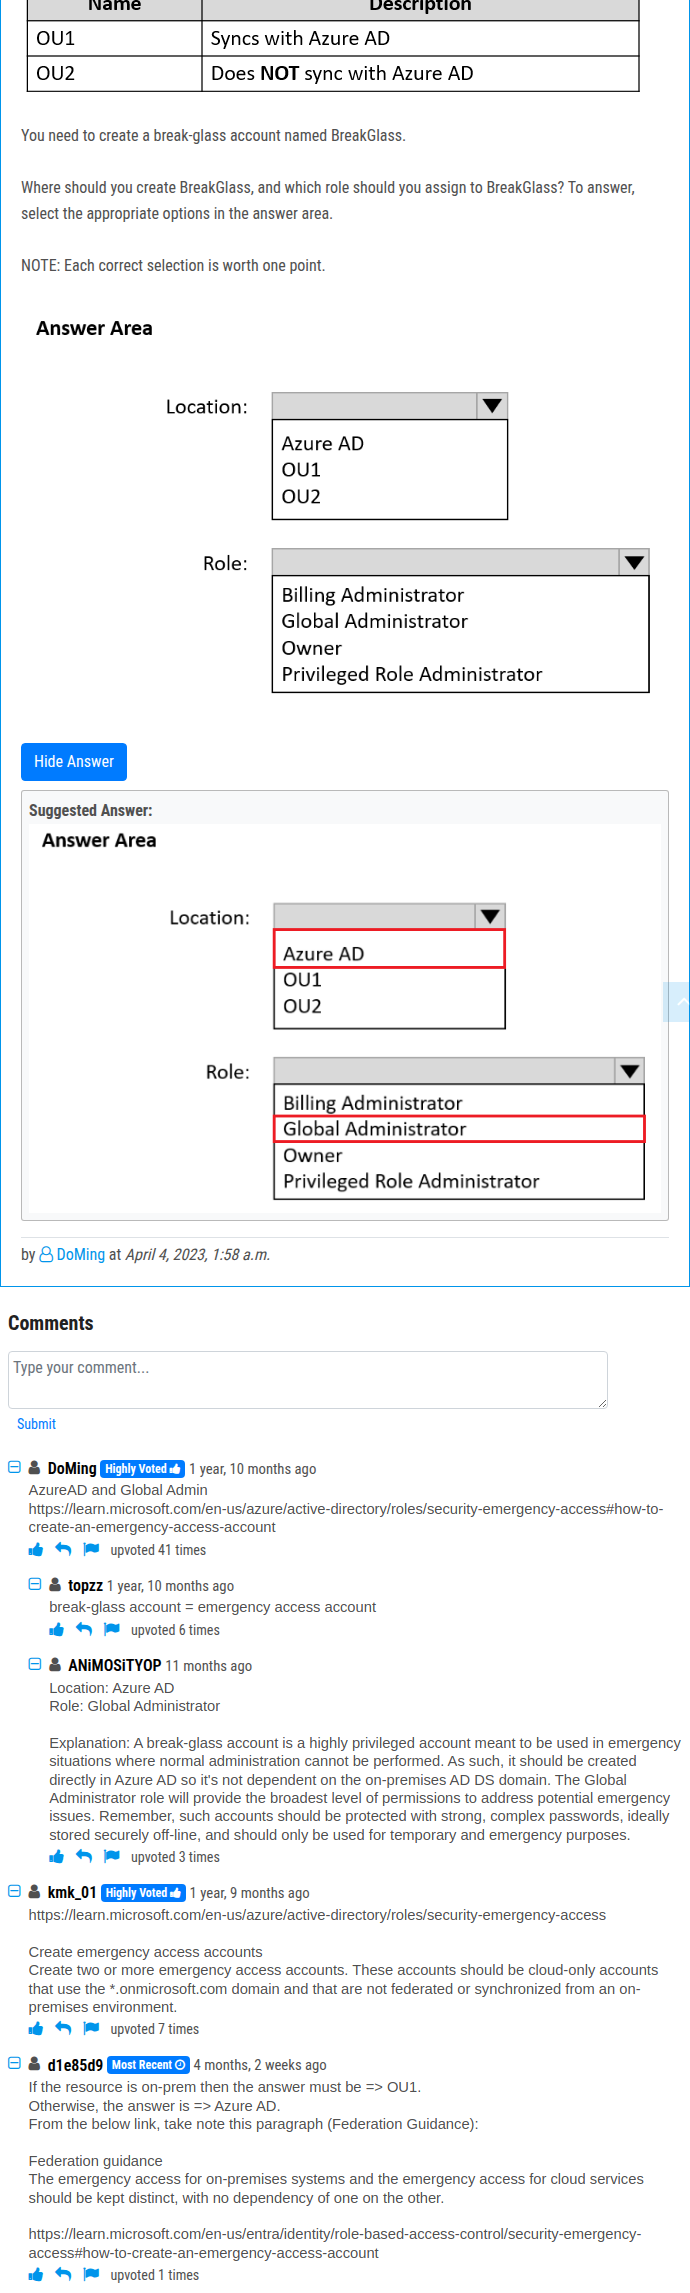 Name Description
OU1 Syncs with Azure AD
OU2 Does NOT sync with Azure AD
You need to create a break-glass account named BreakGlass.
Where should you create BreakGlass, and which role should you assign to BreakGlass? To answer,
select the appropriate options in the answer area.
NOTE: Each correct selection is worth one point.
Answer Area
Location:
Azure AD
OU1
OU2
Role:
Billing Administrator
Global Administrator
Owner
Privileged Role Administrator
Hide Answer
Suggested Answer:
Answer Area
Location:
Azure AD
OU1
OU2
Role:
Billing Administrator
Global Administrator
Owner
Privileged Role Administrator
by DoMing at April 4, 2023, 1:58 a.m.
Comments
Type your comment...
Submit
DoMing Highly Voted 1 year, 10 months ago
AzureAD and Global Admin
https://learn.microsoft.com/en-us/azure/active-directory/roles/security-emergency-access#how-to-
create-an-emergency-access-account
upvoted 41 times
topzz 1 year, 10 months ago
break-glass account = emergency access account
upvoted 6 times
ANiMOSiTYOP 11 months ago
Location: Azure AD
Role: Global Administrator
Explanation: A break-glass account is a highly privileged account meant to be used in emergency
situations where normal administration cannot be performed. As such, it should be created
directly in Azure AD so it's not dependent on the on-premises AD DS domain. The Global
Administrator role will provide the broadest level of permissions to address potential emergency
issues. Remember, such accounts should be protected with strong, complex passwords, ideally
stored securely off-line, and should only be used for temporary and emergency purposes.
upvoted 3 times
kmk_01 Highly Voted 1 year, 9 months ago
https://learn.microsoft.com/en-us/azure/active-directory/roles/security-emergency-access
Create emergency access accounts
Create two or more emergency access accounts. These accounts should be cloud-only accounts
that use the *.onmicrosoft.com domain and that are not federated or synchronized from an on-
premises environment.
upvoted 7 times
d1e85d9 Most Recent 4 months, 2 weeks ago
If the resource is on-prem then the answer must be => OU1.
Otherwise, the answer is => Azure AD.
From the below link, take note this paragraph (Federation Guidance):
Federation guidance
The emergency access for on-premises systems and the emergency access for cloud services
should be kept distinct, with no dependency of one on the other.
https://learn.microsoft.com/en-us/entra/identity/role-based-access-control/security-emergency-
access#how-to-create-an-emergency-access-account
upvoted 1 times